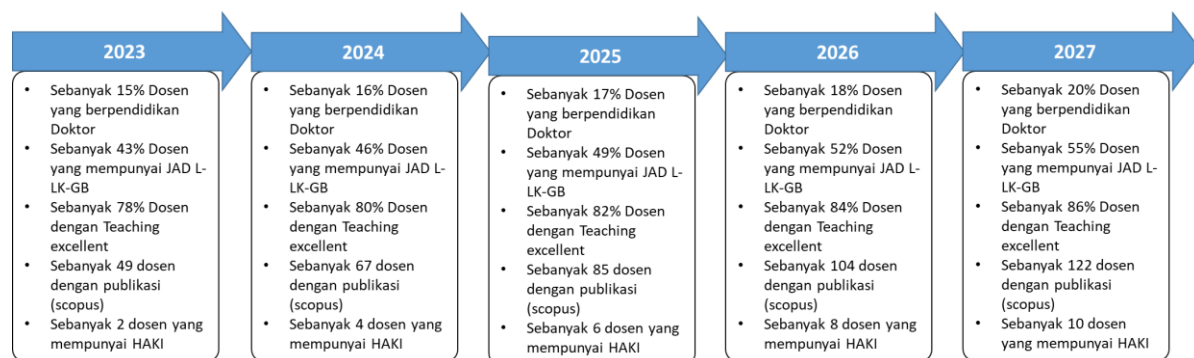 2023
Sebanyak 15% Dosen
yang berpendidikan
Doktor
Sebanyak 43% Dosen
yang mempunyai JAD L-
LK-GB
Sebanyak 78% Dosen
dengan Teaching
excellent
Sebanyak 49 dosen
dengan publikasi
(scopus)
Sebanyak 2 dosen yang
mempunyai HAKI
2024
Sebanyak 16% Dosen
yang berpendidikan
Doktor
Sebanyak 46% Dosen
yang mempunyai JAD L-
LK-GB
Sebanyak 80% Dosen
dengan Teaching
excellent
Sebanyak 67 dosen
dengan publikasi
(scopus)
Sebanyak 4 dosen yang
mempunyai HAKI
2025
Sebanyak 17% Dosen
yang berpendidikan
Doktor
Sebanyak 49% Dosen
yang mempunyai JAD L-
LK-GB
Sebanyak 82% Dosen
dengan Teaching
excellent
Sebanyak 85 dosen
dengan publikasi
(scopus)
Sebanyak 6 dosen yang
mempunyai HAKI
2026
Sebanyak 18% Dosen
yang berpendidikan
Doktor
Sebanyak 52% Dosen
yang mempunyai JAD L-
LK-GB
Sebanyak 84% Dosen
dengan Teaching
excellent
Sebanyak 104 dosen
dengan publikasi
(scopus)
Sebanyak 8 dosen yang
mempunyai HAKI
2027
Sebanyak 20% Dosen
yang berpendidikan
Doktor
Sebanyak 55% Dosen
yang mempunyai JAD L-
LK-GB
Sebanyak 86% Dosen
dengan Teaching
excellent
Sebanyak 122 dosen
dengan publikasi
(scopus)
Sebanyak 10 dosen
yang mempunyai HAKI